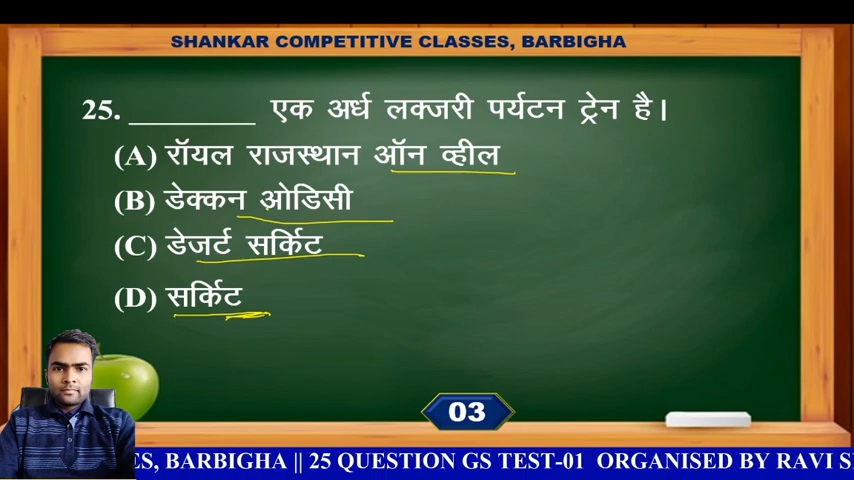 SHANKAR COMPETITIVE CLASSES, BARBIGHA
25. ________ एक अर्ध लक्जरी पर्यटन ट्रेन है।
(A) रॉयल राजस्थान ऑन व्हील
(B) डेक्कन ओडिसी
(C) डेजर्ट सर्किट
(D) सर्किट
03
ES, BARBIGHA || 25 QUESTION GS TEST-01 ORGANISED BY RAVI